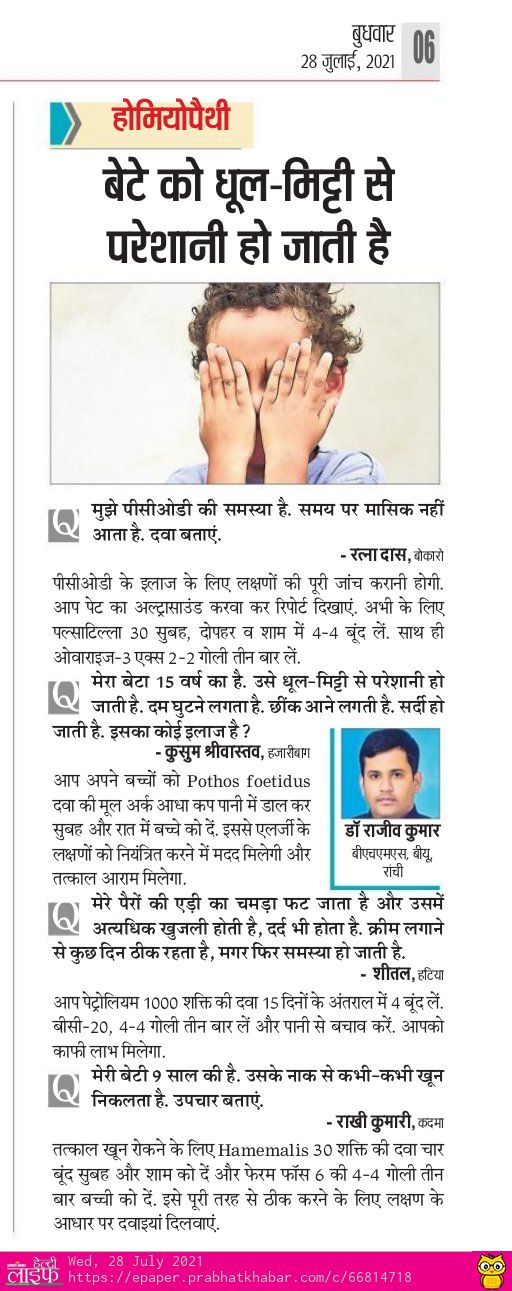 बुधवार
28 जुलाई, 2021
06
होमियोपैथी
बेटे को धूल-मिट्टी से
परेशानी हो जाती है
Q मुझे पीसीओडी की समस्या है. समय पर मासिक नहीं
आता है. दवा बताएं.
- रत्ना दास, बोकारो
पीसीओडी के इलाज के लिए लक्षणों की पूरी जांच करानी होगी.
आप पेट का अल्ट्रासाउंड करवा कर रिपोर्ट दिखाएं. अभी के लिए
पल्साटिल्ला 30 सुबह, दोपहर व शाम में 4-4 बूंद लें. साथ ही
ओवाराइज-3 एक्स 2-2 गोली तीन बार लें.
Q मेरा बेटा 15 वर्ष का है. उसे धूल-मिट्टी से परेशानी हो
जाती है. दम घुटने लगता है. छींक आने लगती है. सर्दी हो
जाती है. इसका कोई इलाज है ?
- कुसुम श्रीवास्तव, हजारीबाग
आप अपने बच्चों को Pothos foetidus
दवा की मूल अर्क आधा कप पानी में डाल कर
सुबह और रात में बच्चे को दें. इससे एलर्जी के
लक्षणों को नियंत्रित करने में मदद मिलेगी और
तत्काल आराम मिलेगा.
डॉ राजीव कुमार
बीएचएमएस, बीयू,
रांची
Q मेरे पैरों की एड़ी का चमड़ा फट जाता है और उसमें
अत्यधिक खुजली होती है, दर्द भी होता है. क्रीम लगाने
से कुछ दिन ठीक रहता है, मगर फिर समस्या हो जाती है.
- शीतल, हटिया
आप पेट्रोलियम 1000 शक्ति की दवा 15 दिनों के अंतराल में 4 बूंद लें.
बीसी-20, 4-4 गोली तीन बार लें और पानी से बचाव करें. आपको
काफी लाभ मिलेगा.
Q मेरी बेटी 9 साल की है. उसके नाक से कभी-कभी खून
निकलता है. उपचार बताएं.
- राखी कुमारी, कदमा
तत्काल खून रोकने के लिए Hamemalis 30 शक्ति की दवा चार
बूंद सुबह और शाम को दें और फेरम फॉस 6 की 4-4 गोली तीन
बार बच्ची को दें. इसे पूरी तरह से ठीक करने के लिए लक्षण के
आधार पर दवाइयां दिलवाएं.
हेल्दी
लाइफ
Wed, 28 July 2021
https://epaper.prabhatkhabar.com/c/66814718